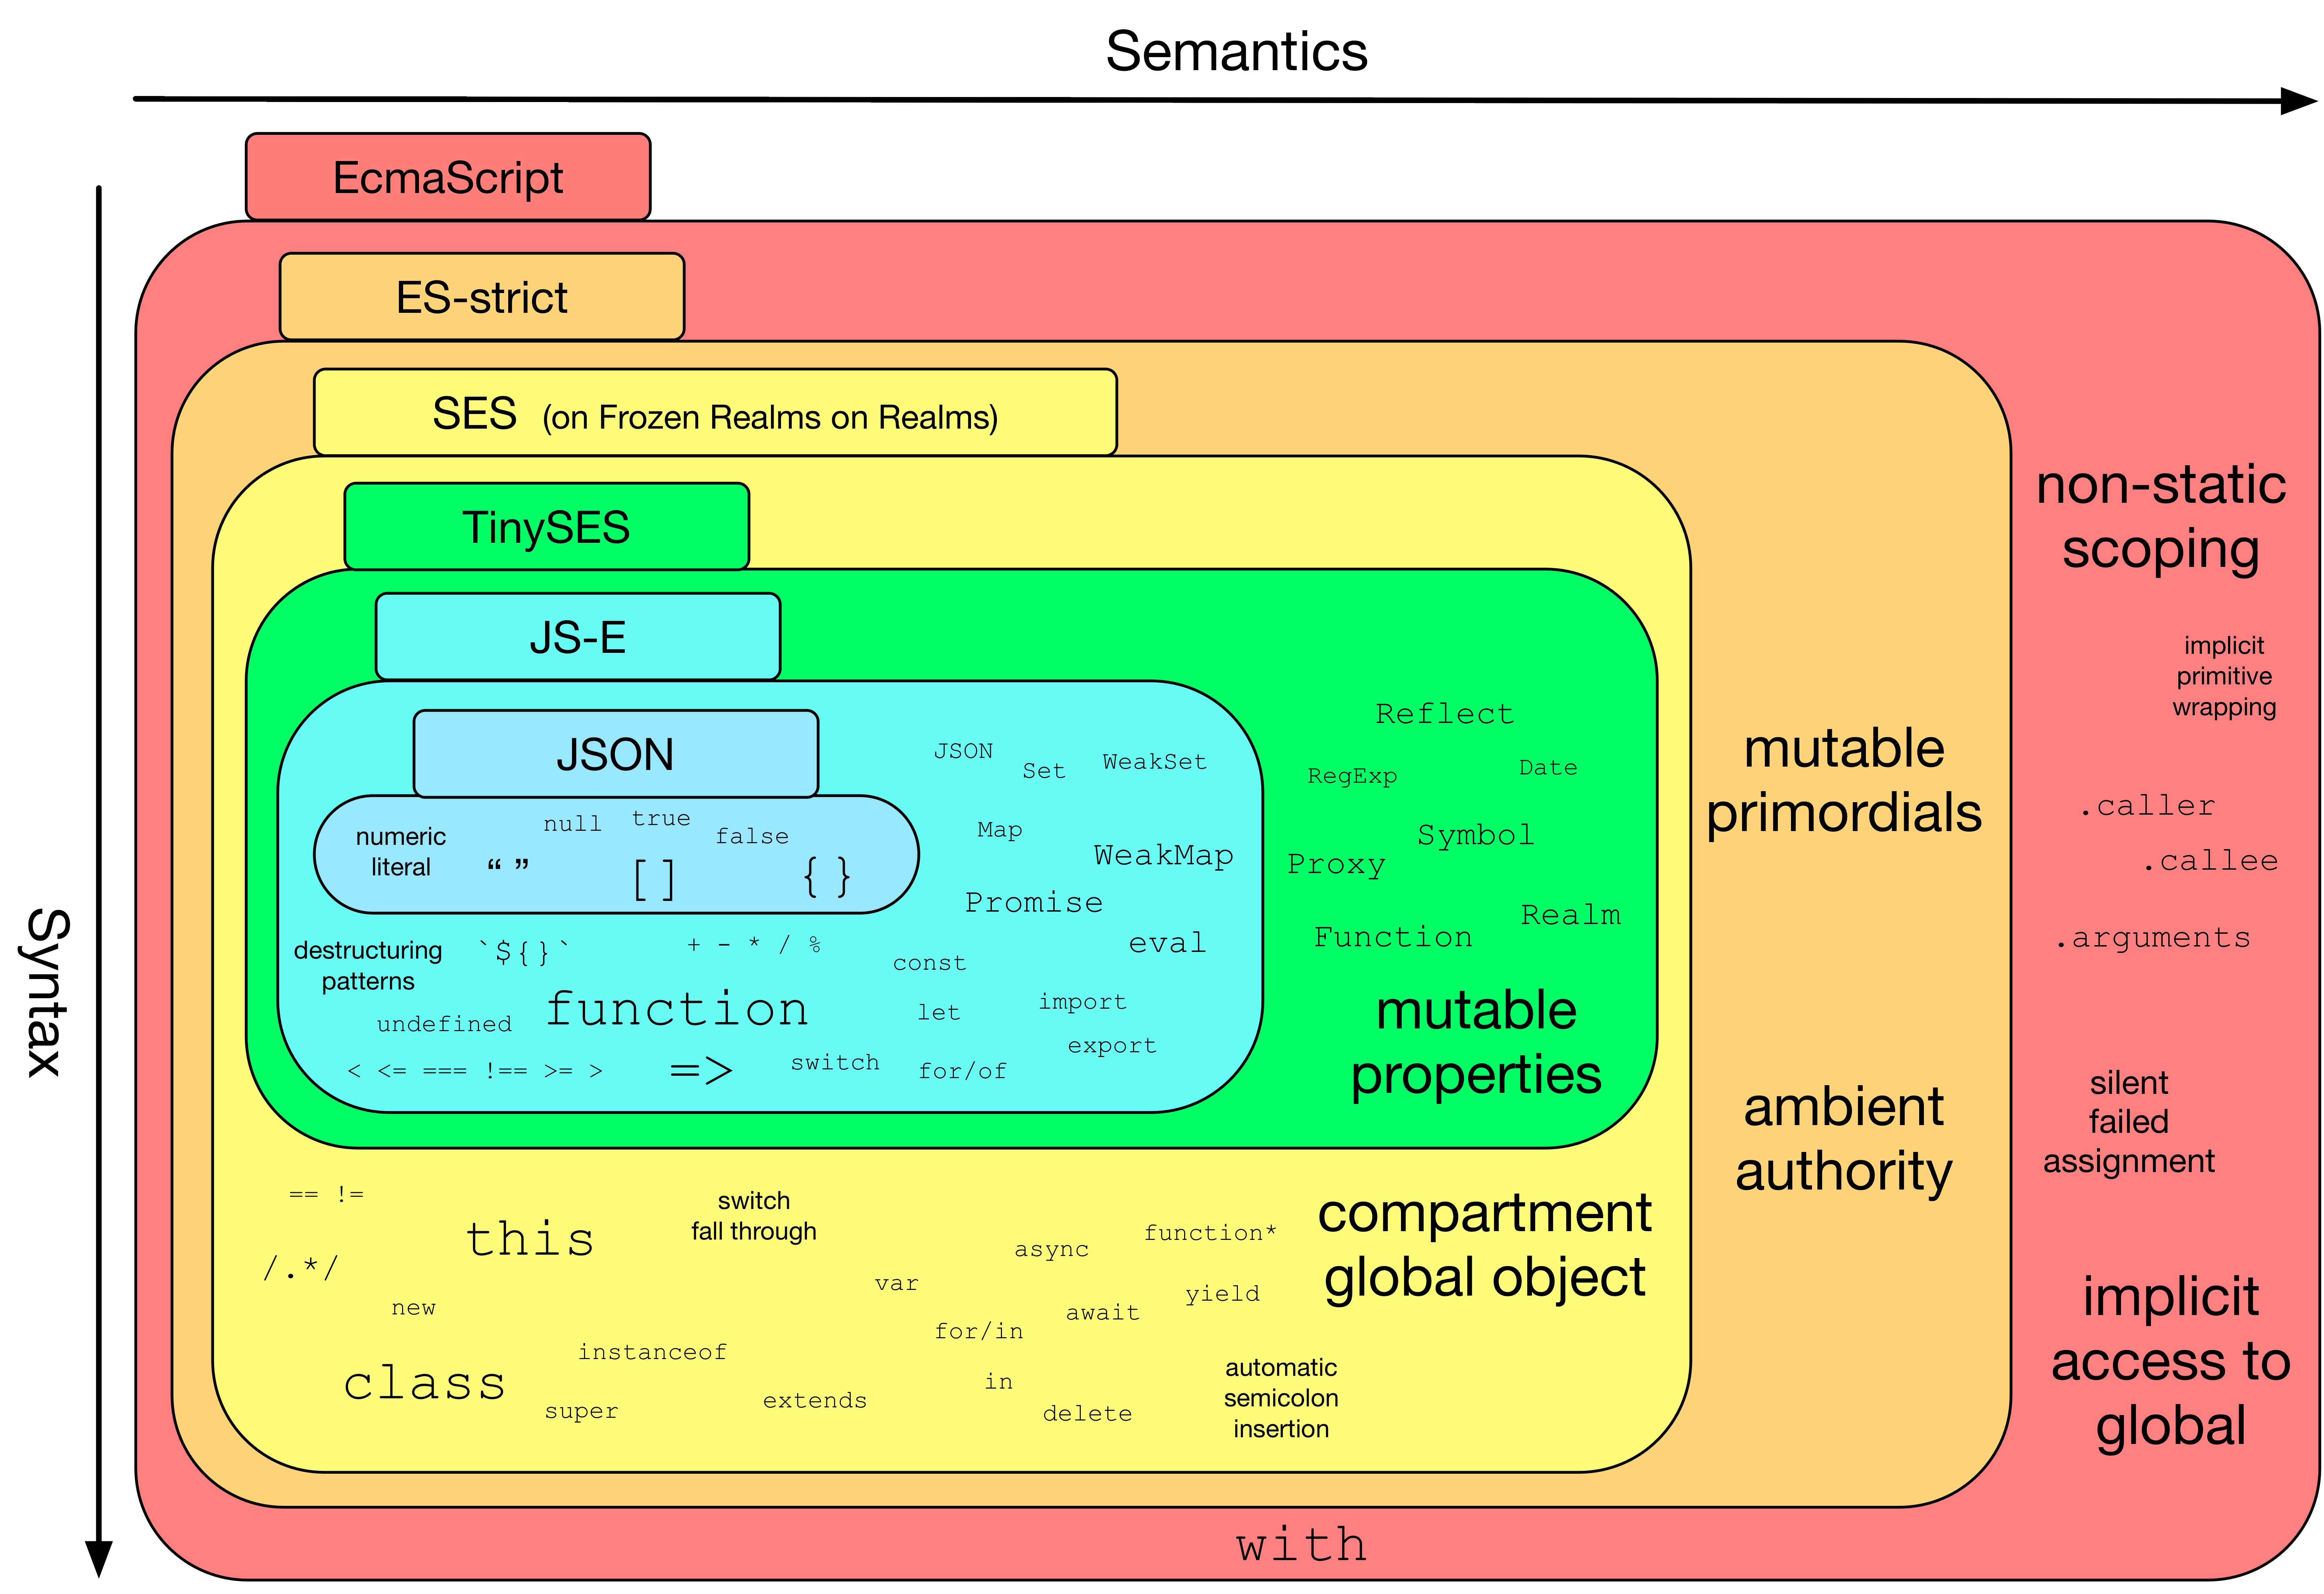 Semantics
Syntax
EcmaScript
ES-strict
SES (on Frozen Realms on Realms)
TinySES
JS-E
JSON
numeric
literal
null
true
false
“ ”
[ ]
{ }
JSON
Set
WeakSet
Map
WeakMap
Promise
eval
destructuring
patterns
`${}`
+ - * / %
const
function
undefined
let
import
export
< <= === !== >= >
=>
switch
for/of
Reflect
RegExp
Date
Symbol
Proxy
Realm
Function
mutable
properties
== !=
this
switch
fall through
/.*/
new
class
instanceof
super
extends
var
async
function*
yield
await
for/in
in
delete
automatic
semicolon
insertion
compartment
global object
mutable
primordials
ambient
authority
non-static
scoping
implicit
primitive
wrapping
.caller
.callee
.arguments
silent
failed
assignment
implicit
access to
global
with